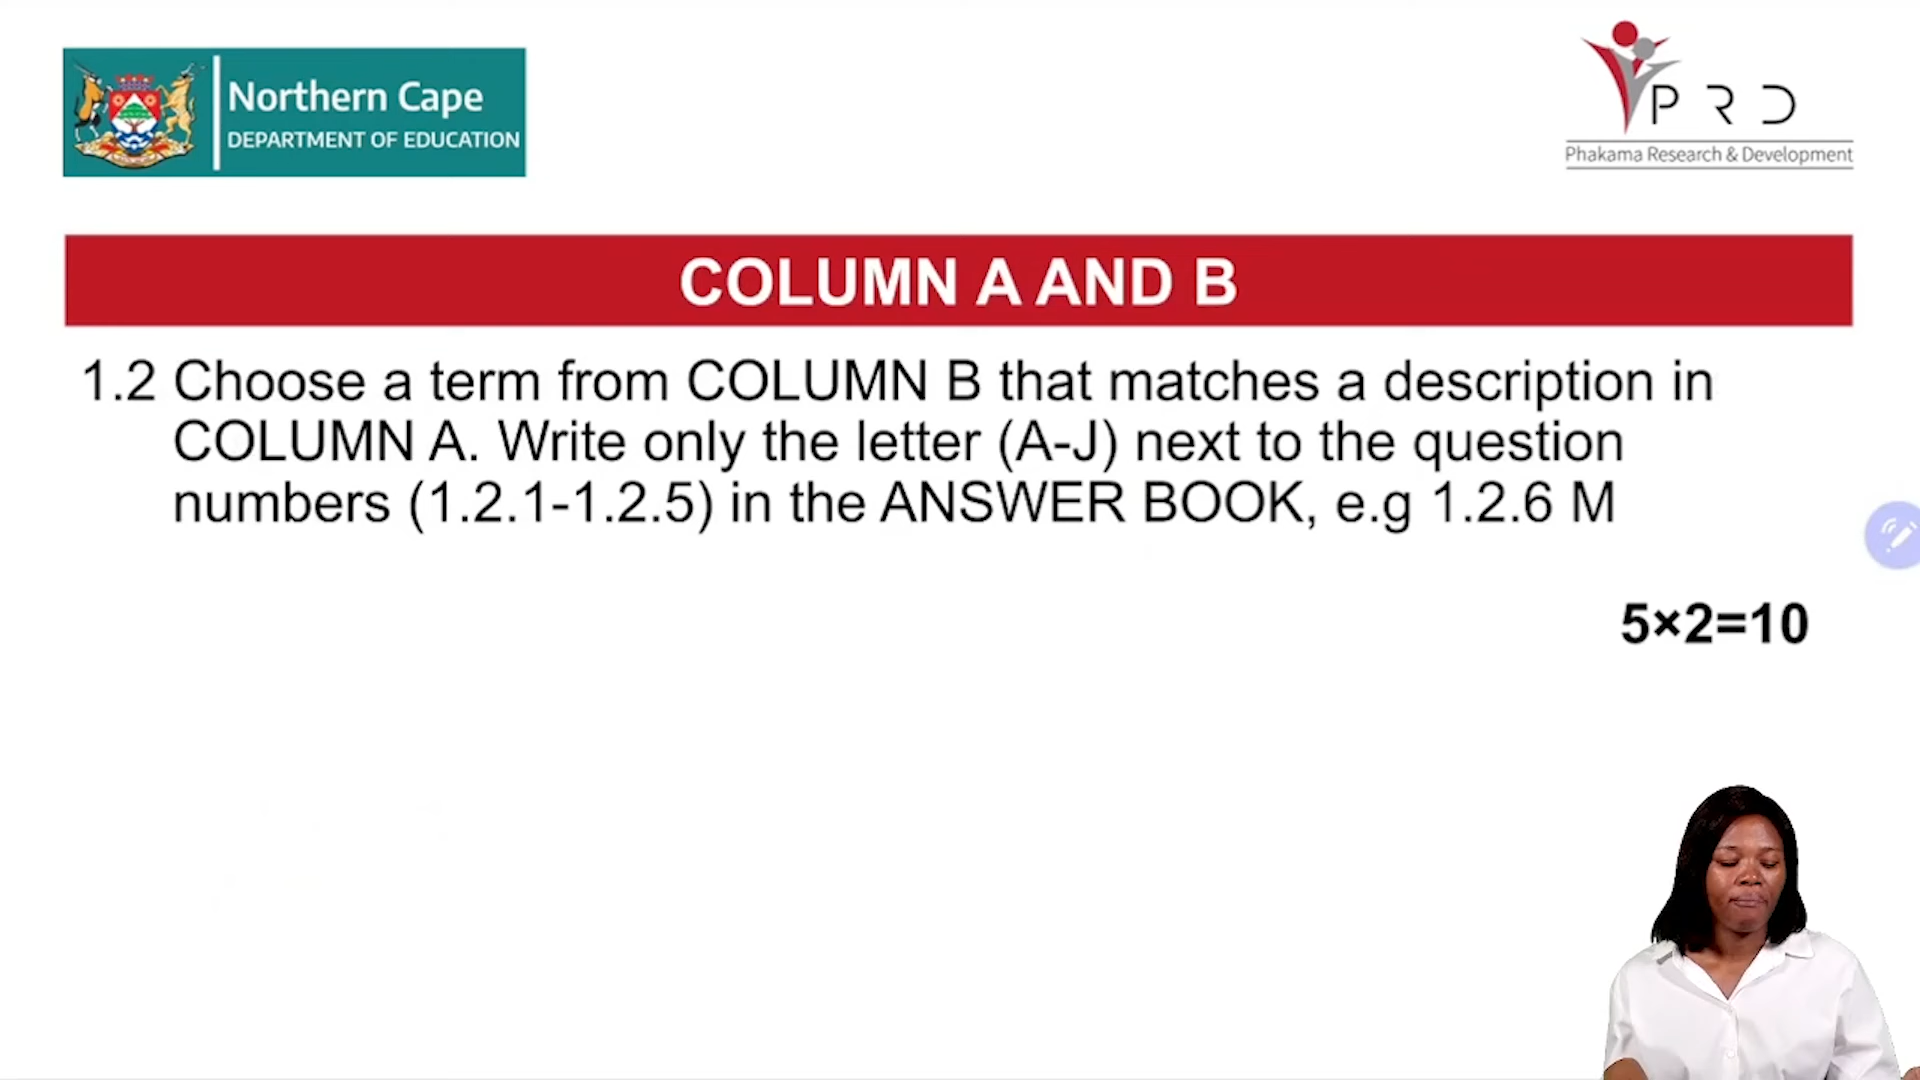 Northern Cape
DEPARTMENT OF EDUCATION
PRD
Phakama Research & Development
COLUMN A AND B
1.2 Choose a term from COLUMN B that matches a description in
COLUMN A. Write only the letter (A-J) next to the question
numbers (1.2.1-1.2.5) in the ANSWER BOOK, e.g 1.2.6 M
5×2=10